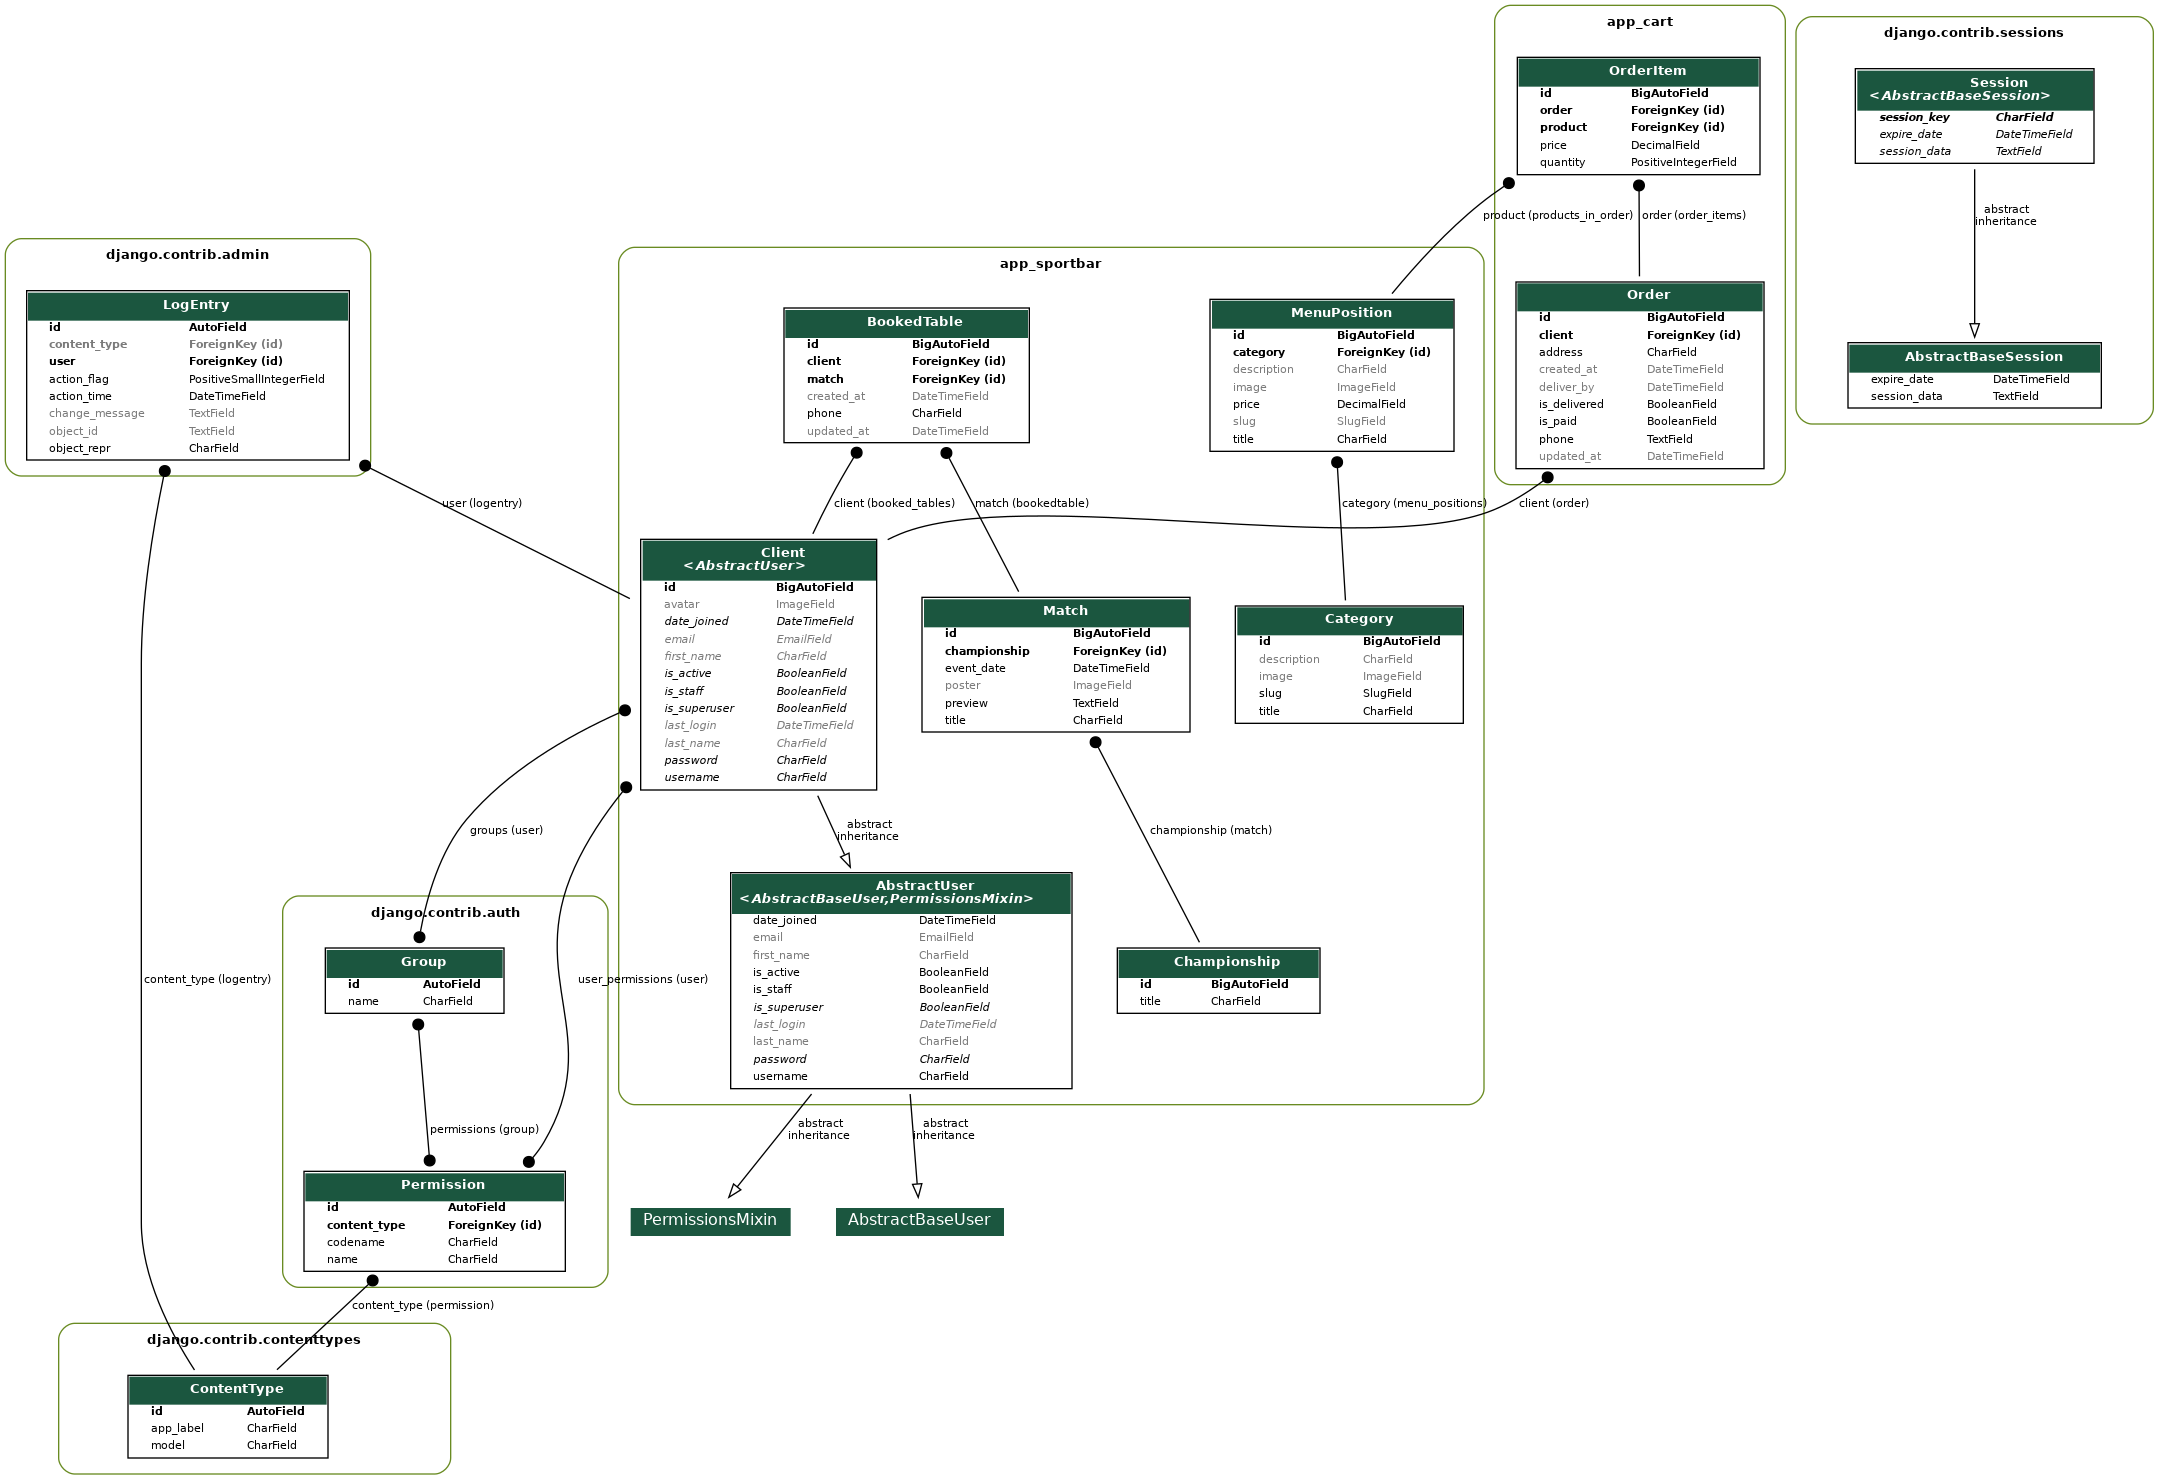 app_cart
OrderItem
id BigAutoField
order ForeignKey (id)
product ForeignKey (id)
price DecimalField
quantity PositiveIntegerField
product (products_in_order)
order (order_items)
Order
id BigAutoField
client ForeignKey (id)
address CharField
created_at DateTimeField
deliver_by DateTimeField
is_delivered BooleanField
is_paid BooleanField
phone TextField
updated_at DateTimeField
client (order)
django.contrib.sessions
Session
<AbstractBaseSession>
session_key CharField
expire_date DateTimeField
session_data TextField
abstract
inheritance
AbstractBaseSession
expire_date DateTimeField
session_data TextField
django.contrib.admin
LogEntry
id AutoField
content_type ForeignKey (id)
user ForeignKey (id)
action_flag PositiveSmallIntegerField
action_time DateTimeField
change_message TextField
object_id TextField
object_repr CharField
user (logentry)
content_type (logentry)
app_sportbar
BookedTable
id BigAutoField
client ForeignKey (id)
match ForeignKey (id)
created_at DateTimeField
phone CharField
updated_at DateTimeField
client (booked_tables)
match (bookedtable)
MenuPosition
id BigAutoField
category ForeignKey (id)
description CharField
image ImageField
price DecimalField
slug SlugField
title CharField
category (menu_positions)
Client
<AbstractUser>
id BigAutoField
avatar ImageField
date_joined DateTimeField
email EmailField
first_name CharField
is_active BooleanField
is_staff BooleanField
is_superuser BooleanField
last_login DateTimeField
last_name CharField
password CharField
username CharField
groups (user)
user_permissions (user)
abstract
inheritance
Match
id BigAutoField
championship ForeignKey (id)
event_date DateTimeField
poster ImageField
preview TextField
title CharField
championship (match)
Category
id BigAutoField
description CharField
image ImageField
slug SlugField
title CharField
AbstractUser
<AbstractBaseUser,PermissionsMixin>
date_joined DateTimeField
email EmailField
first_name CharField
is_active BooleanField
is_staff BooleanField
is_superuser BooleanField
last_login DateTimeField
last_name CharField
password CharField
username CharField
Championship
id BigAutoField
title CharField
abstract
inheritance
abstract
inheritance
PermissionsMixin
AbstractBaseUser
django.contrib.auth
Group
id AutoField
name CharField
permissions (group)
Permission
id AutoField
content_type ForeignKey (id)
codename CharField
name CharField
content_type (permission)
django.contrib.contenttypes
ContentType
id AutoField
app_label CharField
model CharField